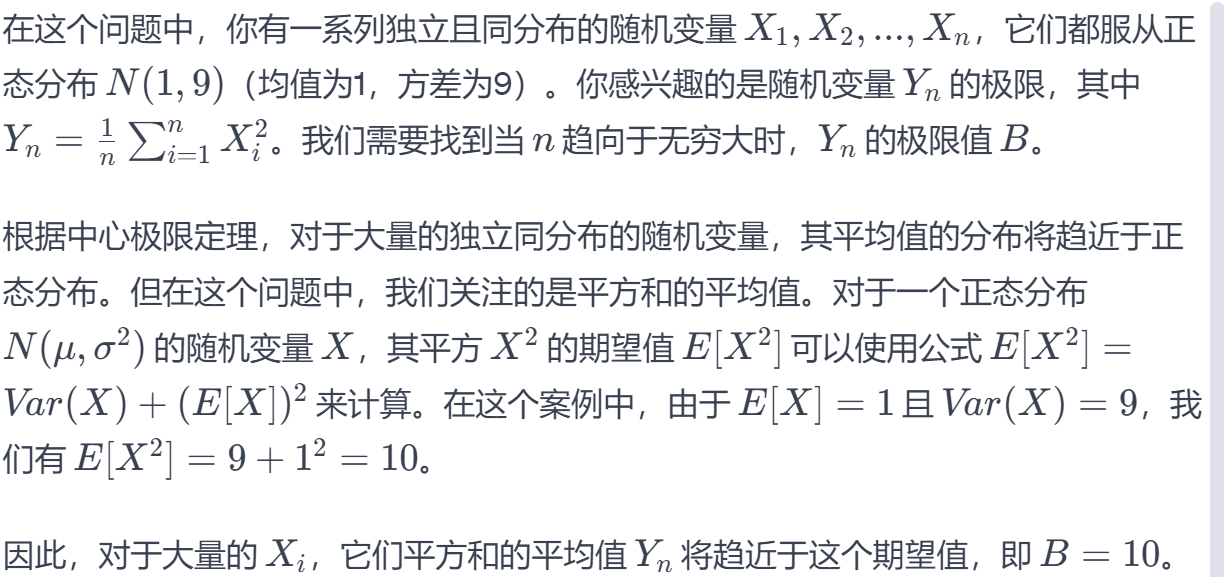 在这个问题中，你有一系列独立且同分布的随机变量 $X_1, X_2, ..., X_n$，它们都服从正
态分布 $N(1, 9)$（均值为1，方差为9）。你感兴趣的是随机变量 $Y_n$ 的极限，其中
$Y_n = \frac{1}{n} \sum_{i=1}^{n} X_i^2$。我们需要找到当 $n$ 趋向于无穷大时，$Y_n$ 的极限值 $B$。
根据中心极限定理，对于大量的独立同分布的随机变量，其平均值的分布将趋近于正
态分布。但在这个问题中，我们关注的是平方和的平均值。对于一个正态分布
$N(\mu, \sigma^2)$ 的随机变量 $X$，其平方 $X^2$ 的期望值 $E[X^2]$ 可以使用公式 $E[X^2] =$
$Var(X) + (E[X])^2$ 来计算。在这个案例中，由于 $E[X] = 1$ 且 $Var(X) = 9$，我
们有 $E[X^2] = 9 + 1^2 = 10$。
因此，对于大量的 $X_i$，它们平方和的平均值 $Y_n$ 将趋近于这个期望值，即 $B = 10$。